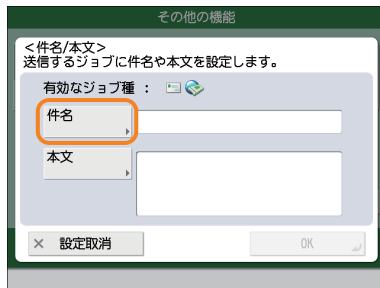 その他の機能
<件名/本文>
送信するジョブに件名や本文を設定します。
有効なジョブ種 :
件名
本文
× 設定取消
OK